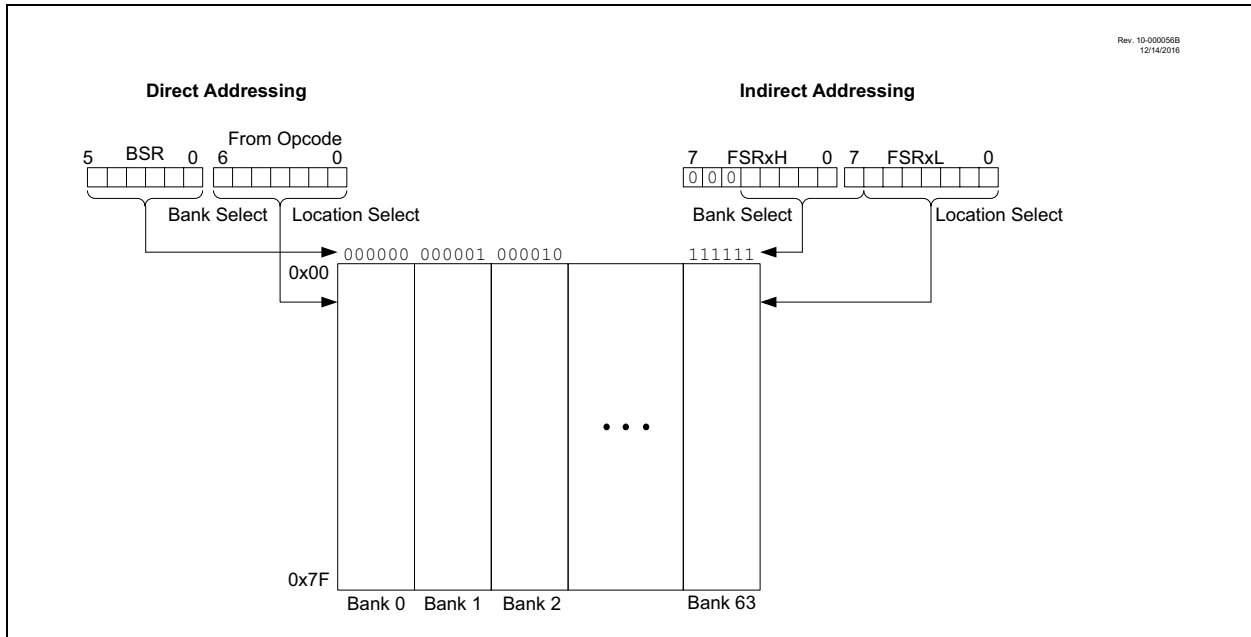 Rev. 10-000056B
12/14/2016
Direct Addressing
Indirect Addressing
From Opcode
5 BSR 0 6 0
7 FSRxH 0 7 FSRxL 0
0 0 0
Bank Select Location Select
Bank Select Location Select
000000 000001 000010 111111
0x00
0x7F
Bank 0 Bank 1 Bank 2 Bank 63